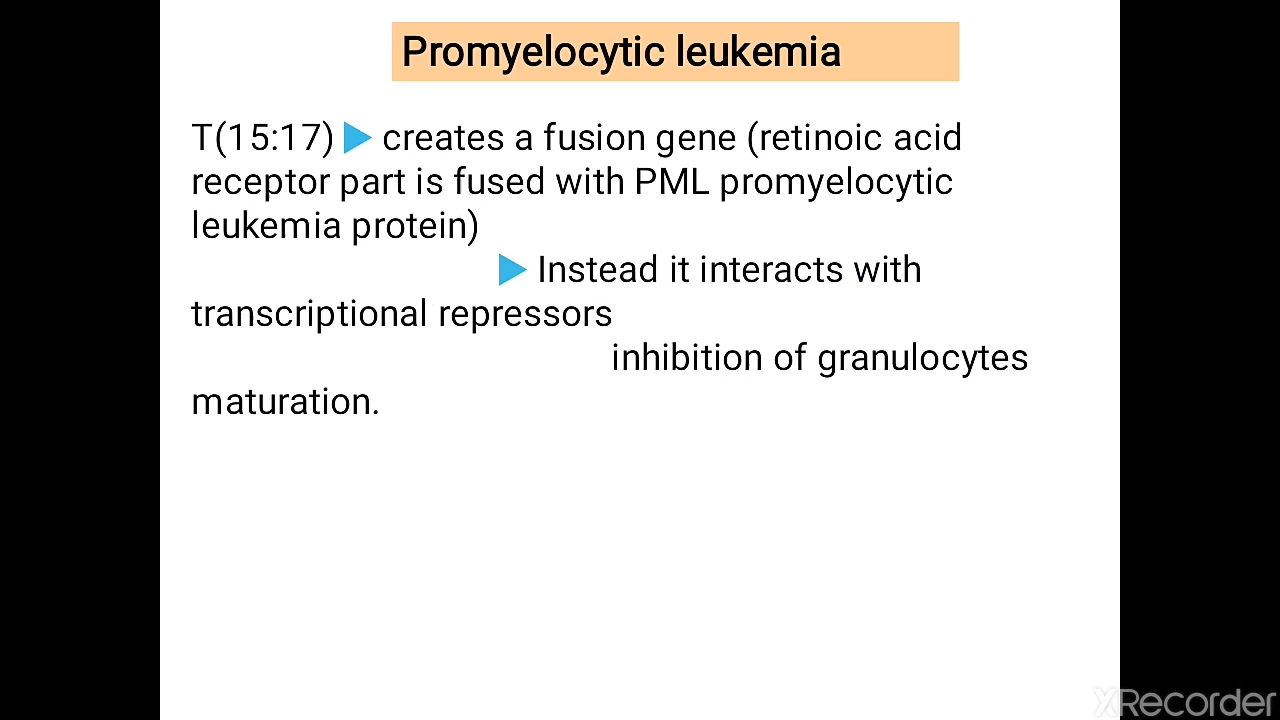 Promyelocytic leukemia
T(15:17) ▶ creates a fusion gene (retinoic acid
receptor part is fused with PML promyelocytic
leukemia protein)
▶ Instead it interacts with
transcriptional repressors
inhibition of granulocytes
maturation.
XRecorder